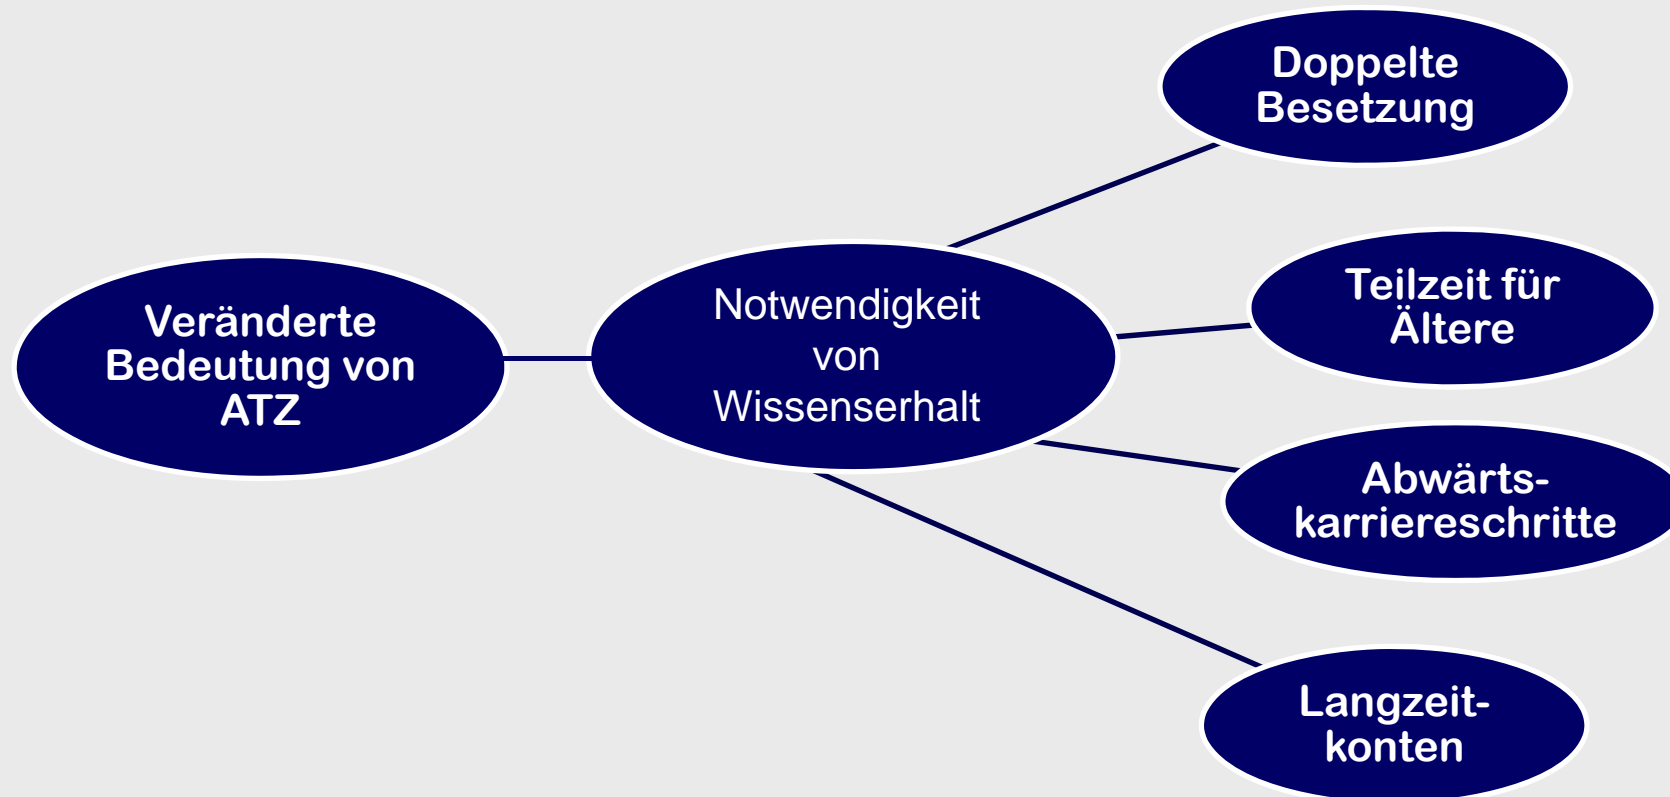 Doppelte
Besetzung
Veränderte
Bedeutung von
ATZ
Notwendigkeit
von
Wissenserhalt
Teilzeit für
Ältere
Abwärts-
karriereschritte
Langzeit-
konten